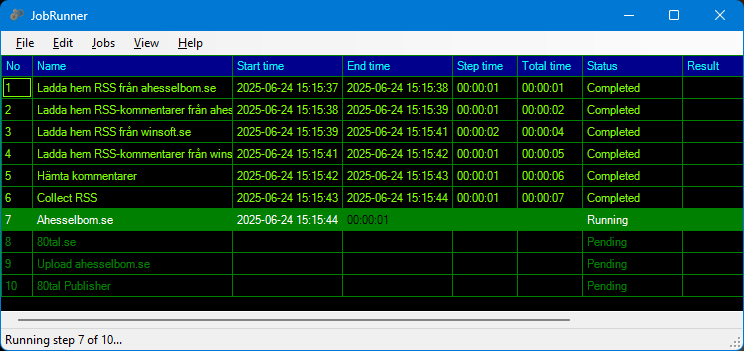 JobRunner
File Edit Jobs View Help
No Name Start time End time Step time Total time Status Result
1 Ladda hem RSS från ahesselbom.se 2025-06-24 15:15:37 2025-06-24 15:15:38 00:00:01 00:00:01 Completed
2 Ladda hem RSS-kommentarer från ahes 2025-06-24 15:15:38 2025-06-24 15:15:39 00:00:01 00:00:02 Completed
3 Ladda hem RSS från winsoft.se 2025-06-24 15:15:39 2025-06-24 15:15:41 00:00:02 00:00:04 Completed
4 Ladda hem RSS-kommentarer från wins 2025-06-24 15:15:41 2025-06-24 15:15:42 00:00:01 00:00:05 Completed
5 Hämta kommentarer 2025-06-24 15:15:42 2025-06-24 15:15:43 00:00:01 00:00:06 Completed
6 Collect RSS 2025-06-24 15:15:43 2025-06-24 15:15:44 00:00:01 00:00:07 Completed
7 Ahesselbom.se 2025-06-24 15:15:44 00:00:01 Running
8 80tal.se Pending
9 Upload ahesselbom.se Pending
10 80tal Publisher Pending
Running step 7 of 10...